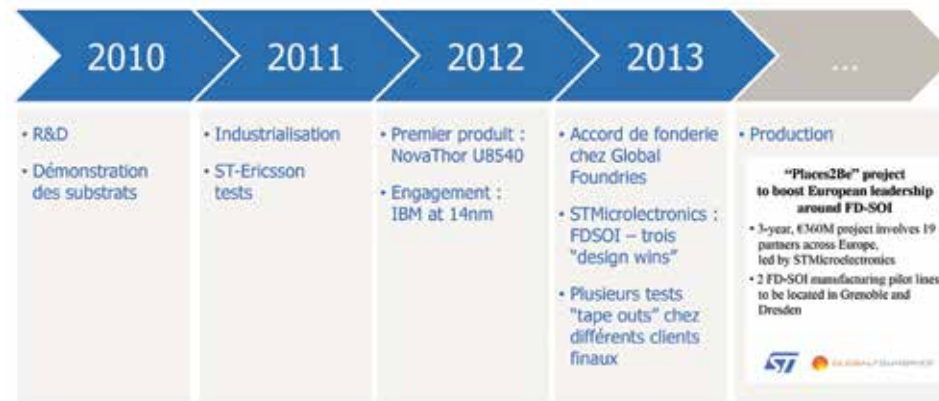 2010
2011
2012
2013
...
• R&D
• Démonstration
des substrats
• Industrialisation
• ST-Ericsson
tests
• Premier produit :
NovaThor U8540
• Engagement :
IBM at 14nm
• Accord de fonderie
chez Global
Foundries
• STMicrolectronics :
FDSOI – trois
"design wins"
• Plusieurs tests
"tape outs" chez
différents clients
finaux
• Production
"Places2Be" project
to boost European leadership
around FD-SOI
• 3-year, €360M project involves 19
partners across Europe,
led by STMicroelectronics
• 2 FD-SOI manufacturing pilot lines
to be located in Grenoble and
Dresden
ST
GLOBALFOUNDRIES